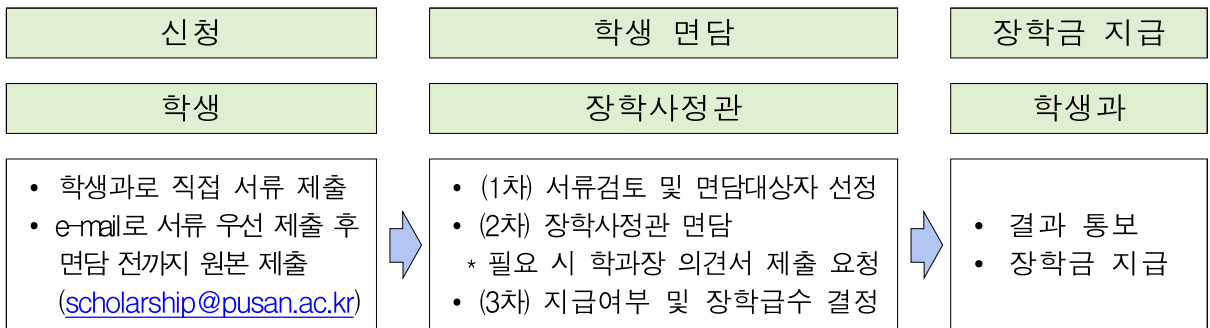 신청
학생 면담
장학금 지급
학생
장학사정관
학생과
• 학생과로 직접 서류 제출
• e-mail로 서류 우선 제출 후
면담 전까지 원본 제출
(scholarship@pusan.ac.kr)
• (1차) 서류검토 및 면담대상자 선정
• (2차) 장학사정관 면담
* 필요 시 학과장 의견서 제출 요청
• (3차) 지급여부 및 장학급수 결정
• 결과 통보
• 장학금 지급